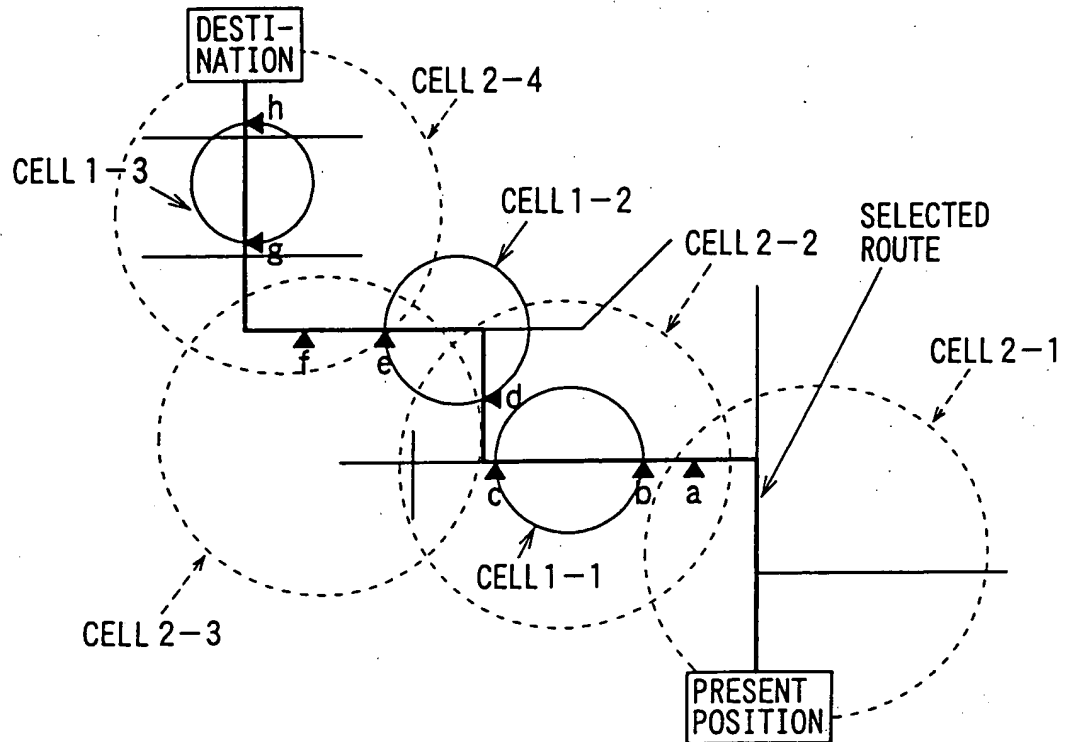 DESTI-
NATION
CELL 2-4
h
CELL 1-3
CELL 1-2
SELECTED
ROUTE
CELL 2-2
g
CELL 2-1
f
e
d
c
b
a
CELL 1-1
CELL 2-3
PRESENT
POSITION